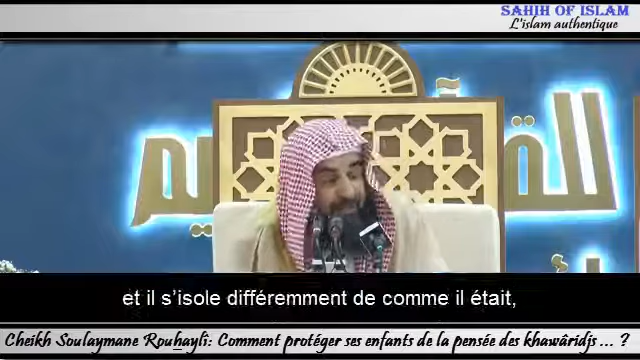 SAHIH OF ISLAM
L'islam authentique
et il s'isole différemment de comme il était,
Cheikh Soulaymane Rouhayli: Comment protéger ses enfants de la pensée des khawâridjs ... ?